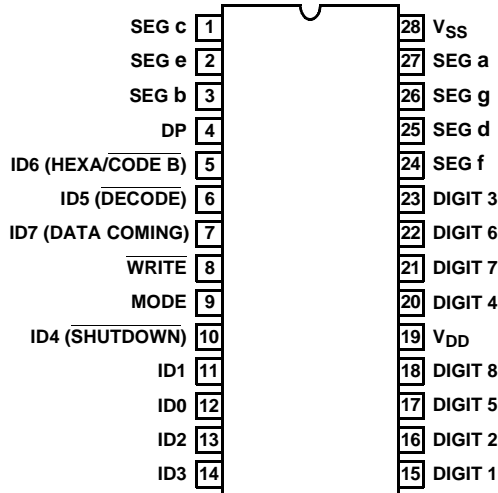 SEG c 1 28 VSS
SEG e 2 27 SEG a
SEG b 3 26 SEG g
DP 4 25 SEG d
ID6 (HEXA/CODE B) 5 24 SEG f
ID5 (DECODE) 6 23 DIGIT 3
ID7 (DATA COMING) 7 22 DIGIT 6
WRITE 8 21 DIGIT 7
MODE 9 20 DIGIT 4
ID4 (SHUTDOWN) 10 19 VDD
ID1 11 18 DIGIT 8
ID0 12 17 DIGIT 5
ID2 13 16 DIGIT 2
ID3 14 15 DIGIT 1